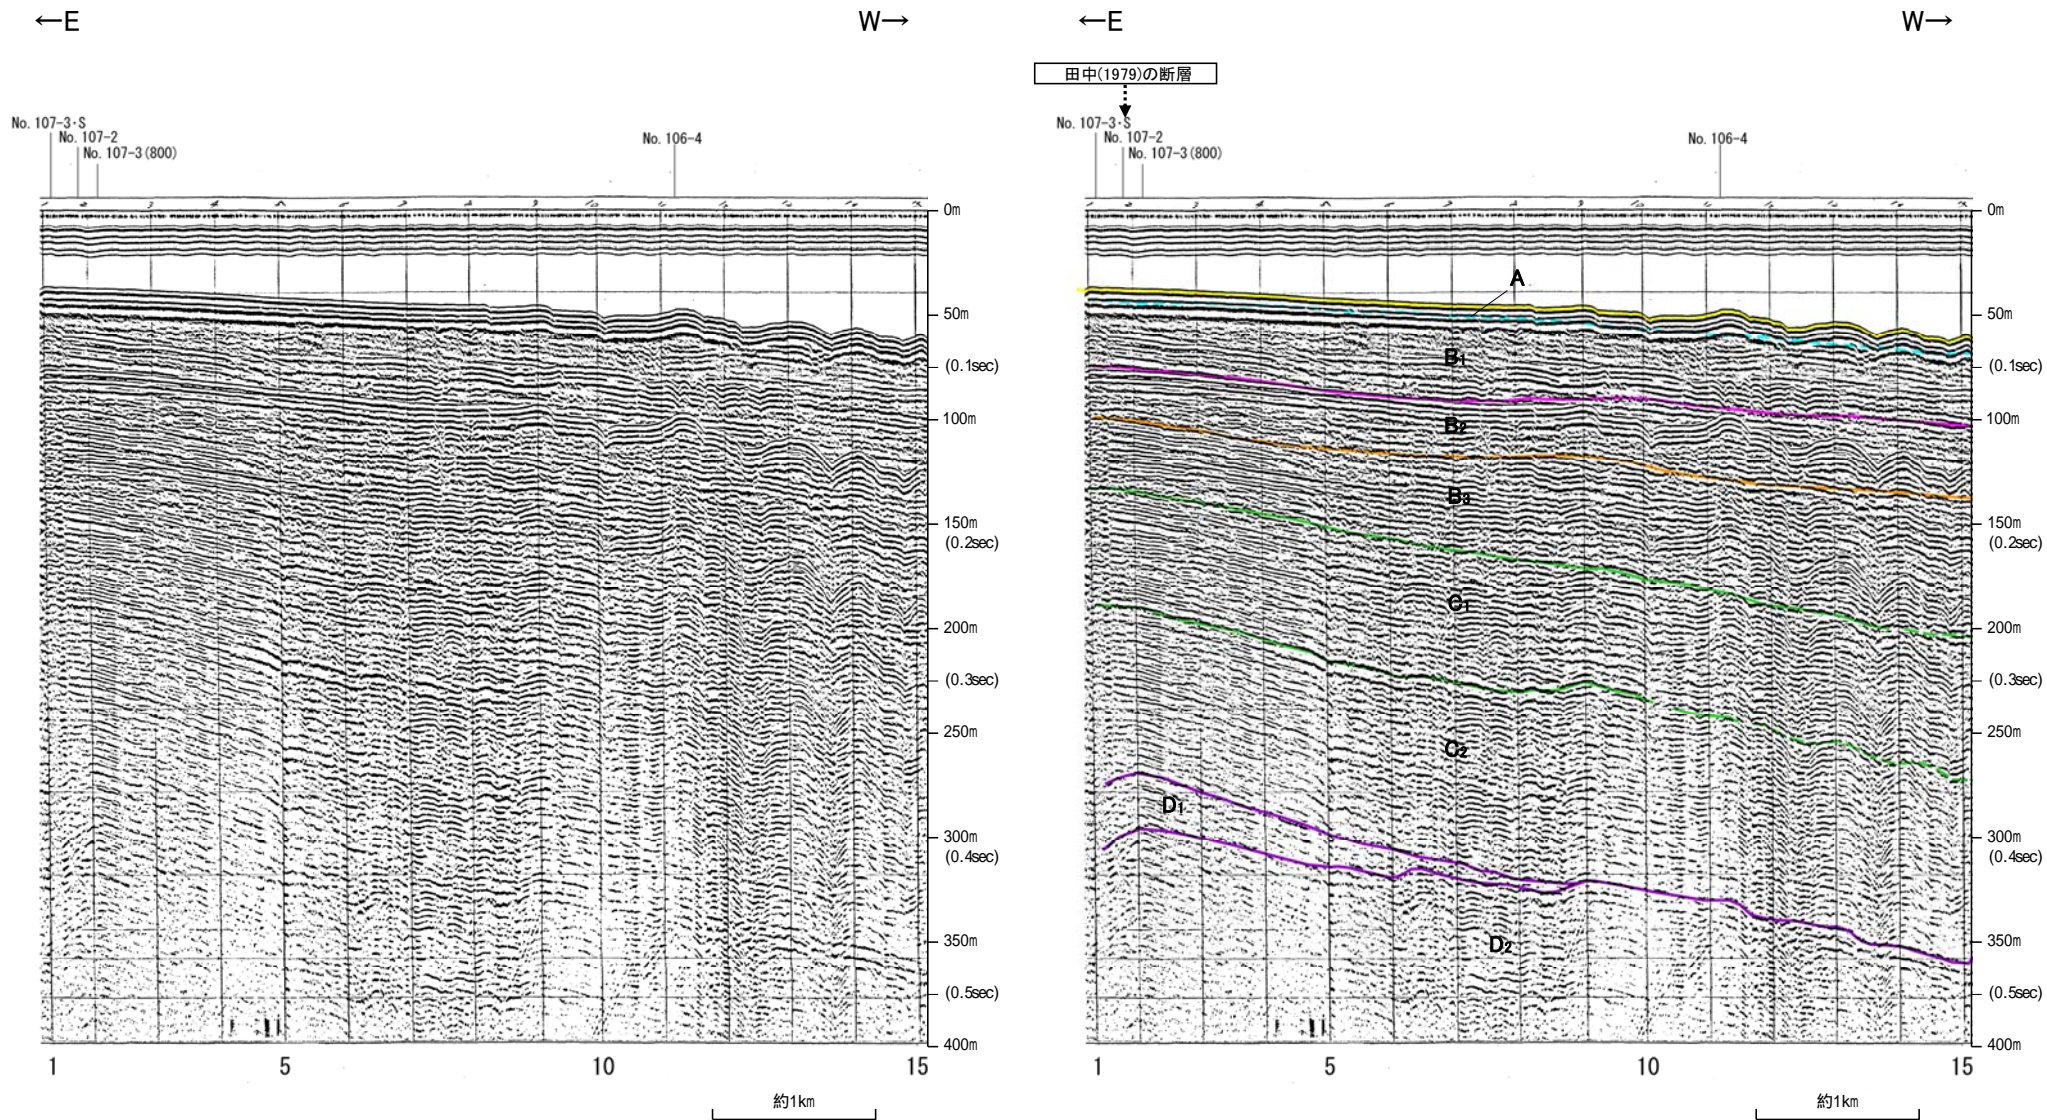 ←E
W→
←E
W→
田中(1979)の断層
No. 107-3・S
No. 107-2
No. 107-3(800)
No. 106-4
No. 107-3・S
No. 107-2
No. 107-3(800)
No. 106-4
0m
50m
(0.1sec)
100m
150m
(0.2sec)
200m
(0.3sec)
250m
300m
(0.4sec)
350m
(0.5sec)
400m
A
B1
B2
B3
C1
C2
D1
D2
0m
50m
(0.1sec)
100m
150m
(0.2sec)
200m
(0.3sec)
250m
300m
(0.4sec)
350m
(0.5sec)
400m
1 5 10 15
1 5 10 15
約1km
約1km